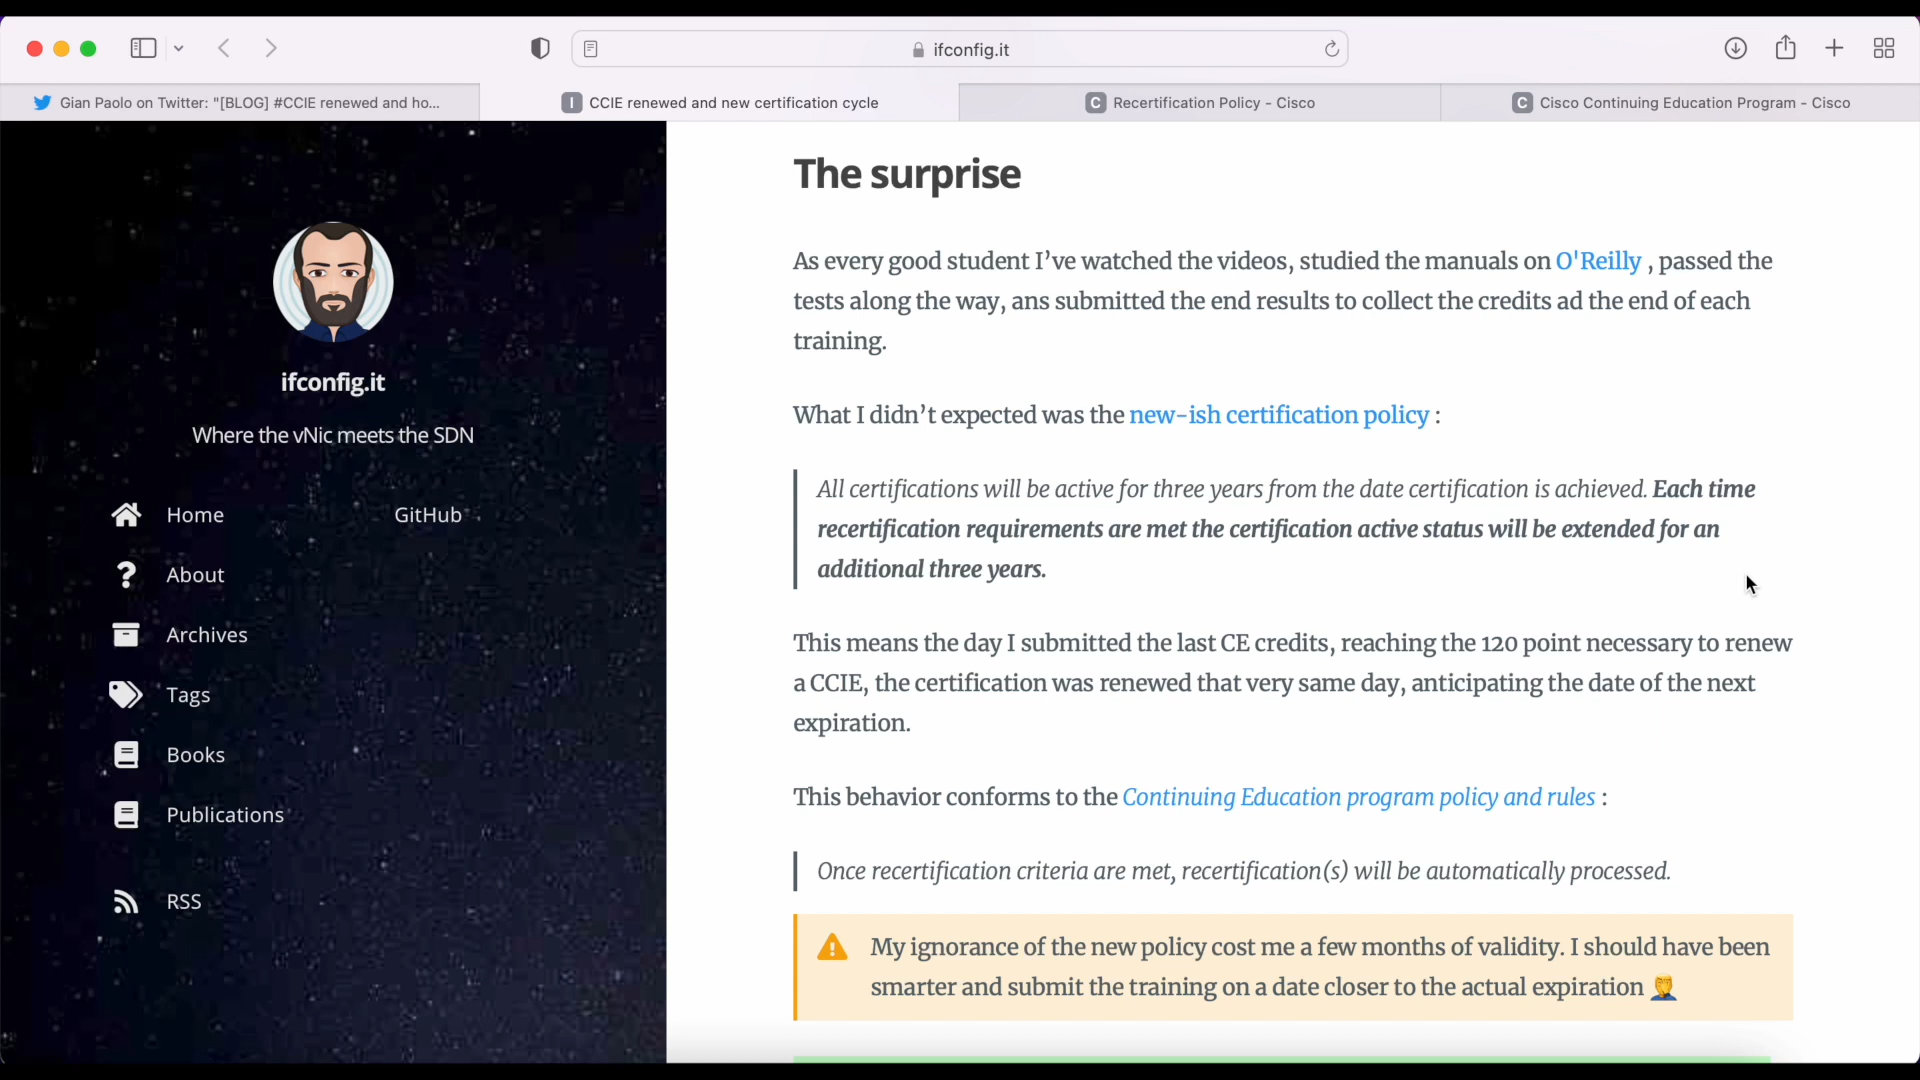 ifconfig.it
Gian Paolo on Twitter: "[BLOG] #CCIE renewed and ho...
I CCIE renewed and new certification cycle
C Recertification Policy - Cisco
C Cisco Continuing Education Program - Cisco
ifconfig.it
Where the vNic meets the SDN
Home
GitHub
About
Archives
Tags
Books
Publications
RSS
The surprise
As every good student I’ve watched the videos, studied the manuals on O'Reilly , passed the
tests along the way, ans submitted the end results to collect the credits ad the end of each
training.
What I didn’t expected was the new-ish certification policy :
All certifications will be active for three years from the date certification is achieved. Each time
recertification requirements are met the certification active status will be extended for an
additional three years.
This means the day I submitted the last CE credits, reaching the 120 point necessary to renew
a CCIE, the certification was renewed that very same day, anticipating the date of the next
expiration.
This behavior conforms to the Continuing Education program policy and rules :
Once recertification criteria are met, recertification(s) will be automatically processed.
My ignorance of the new policy cost me a few months of validity. I should have been
smarter and submit the training on a date closer to the actual expiration 🤦